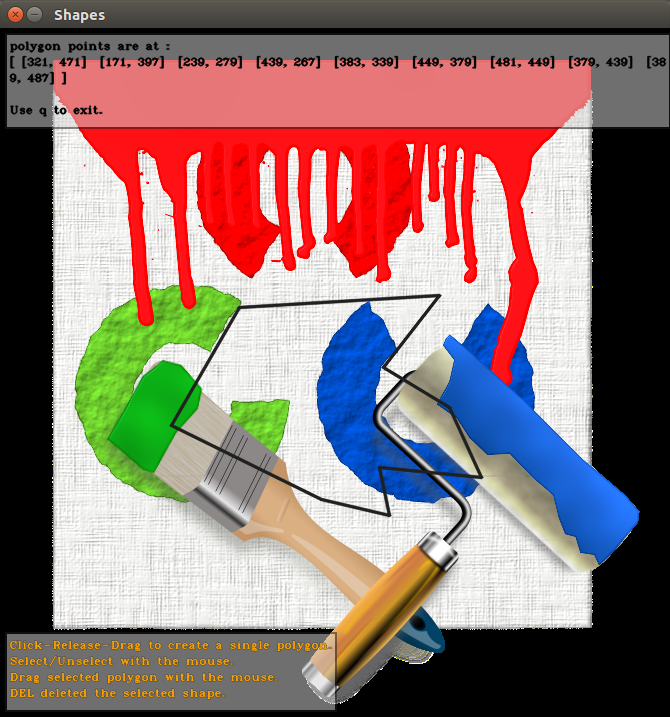 Shapes
polygon points are at :
[ [321, 471] [171, 397] [239, 279] [439, 267] [383, 339] [449, 379] [481, 449] [379, 439] [38
9, 487] ]
Use q to exit.
Click-Release-Drag to create a single polygon.
Select/Unselect with the mouse.
Drag selected polygon with the mouse.
DEL deleted the selected shape.